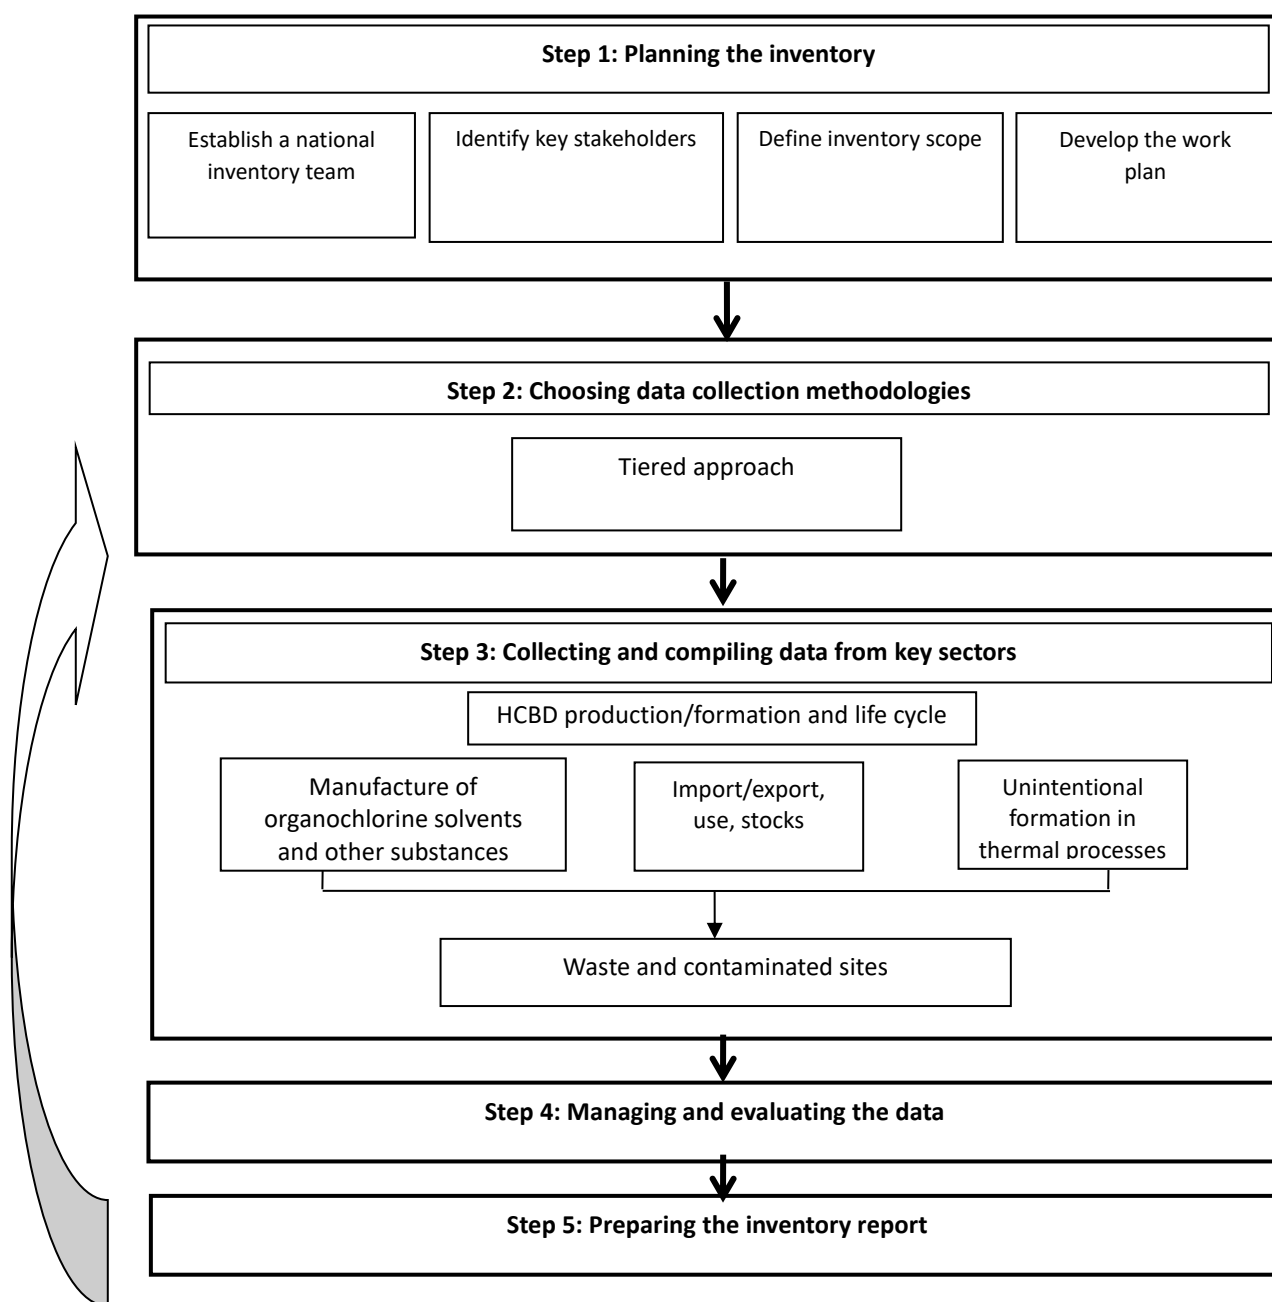 Step 1: Planning the inventory
Establish a national
inventory team
Identify key stakeholders
Define inventory scope
Develop the work
plan
Step 2: Choosing data collection methodologies
Tiered approach
Step 3: Collecting and compiling data from key sectors
HCBD production/formation and life cycle
Manufacture of
organochlorine solvents
and other substances
Import/export,
use, stocks
Unintentional
formation in
thermal processes
Waste and contaminated sites
Step 4: Managing and evaluating the data
Step 5: Preparing the inventory report